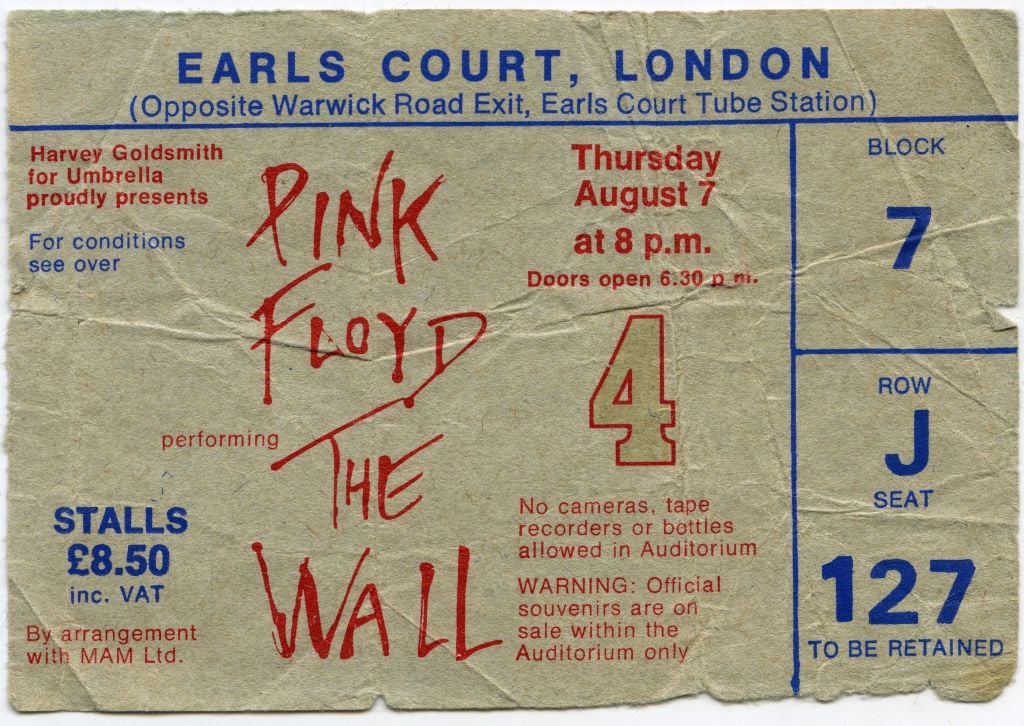 EARLS COURT, LONDON
(Opposite Warwick Road Exit, Earls Court Tube Station)
Harvey Goldsmith
for Umbrella
proudly presents
For conditions
see over
PINK
FLOYD
performing
THE
WALL
STALLS
£8.50
inc. VAT
By arrangement
with MAM Ltd.
Thursday
August 7
at 8 p.m.
Doors open 6.30 p.m.
4
No cameras, tape
recorders or bottles
allowed in Auditorium
WARNING: Official
souvenirs are on
sale within the
Auditorium only
BLOCK
7
ROW
J
SEAT
127
TO BE RETAINED